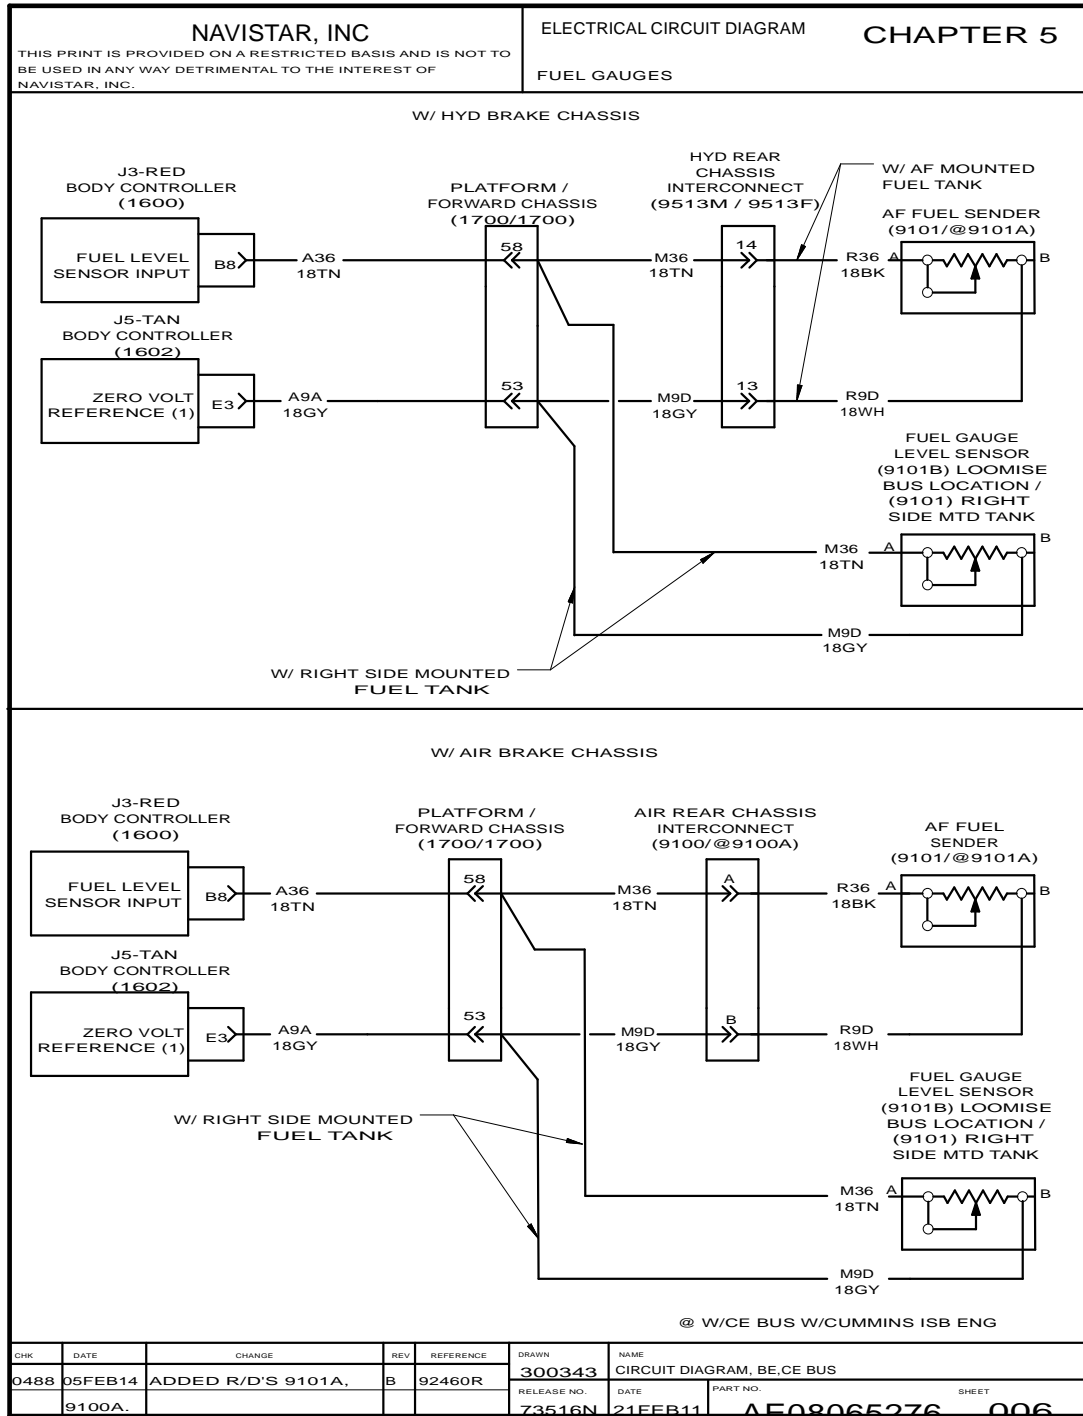 NAVISTAR, INC
THIS PRINT IS PROVIDED ON A RESTRICTED BASIS AND IS NOT TO
BE USED IN ANY WAY DETRIMENTAL TO THE INTEREST OF
NAVISTAR, INC.
ELECTRICAL CIRCUIT DIAGRAM
CHAPTER 5
FUEL GAUGES
W/ HYD BRAKE CHASSIS
J3-RED
BODY CONTROLLER
(1600)
FUEL LEVEL
SENSOR INPUT
B8
A36
18TN
PLATFORM /
FORWARD CHASSIS
(1700/1700)
58
M36
18TN
HYD REAR
CHASSIS
INTERCONNECT
(9513M / 9513F)
14
W/ AF MOUNTED
FUEL TANK
AF FUEL SENDER
(9101/@9101A)
R36
18BK
A
B
J5-TAN
BODY CONTROLLER
(1602)
ZERO VOLT
REFERENCE (1)
E3
A9A
18GY
53
M9D
18GY
13
R9D
18WH
FUEL GAUGE
LEVEL SENSOR
(9101B) LOOMISE
BUS LOCATION /
(9101) RIGHT
SIDE MTD TANK
M36
18TN
A
B
M9D
18GY
W/ RIGHT SIDE MOUNTED
FUEL TANK
W/ AIR BRAKE CHASSIS
J3-RED
BODY CONTROLLER
(1600)
FUEL LEVEL
SENSOR INPUT
B8
A36
18TN
PLATFORM /
FORWARD CHASSIS
(1700/1700)
58
M36
18TN
AIR REAR CHASSIS
INTERCONNECT
(9100/@9100A)
A
R36
18BK
AF FUEL
SENDER
(9101/@9101A)
A
B
J5-TAN
BODY CONTROLLER
(1602)
ZERO VOLT
REFERENCE (1)
E3
A9A
18GY
53
M9D
18GY
B
R9D
18WH
W/ RIGHT SIDE MOUNTED
FUEL TANK
FUEL GAUGE
LEVEL SENSOR
(9101B) LOOMISE
BUS LOCATION /
(9101) RIGHT
SIDE MTD TANK
M36
18TN
A
B
M9D
18GY
@ W/CE BUS W/CUMMINS ISB ENG
CHK DATE CHANGE REV REFERENCE
0488 05FEB14 ADDED R/D'S 9101A, B 92460R
9100A.
DRAWN
300343
NAME
CIRCUIT DIAGRAM, BE,CE BUS
RELEASE NO.
73516N
DATE
21FEB11
PART NO.
AE08065276
SHEET
006